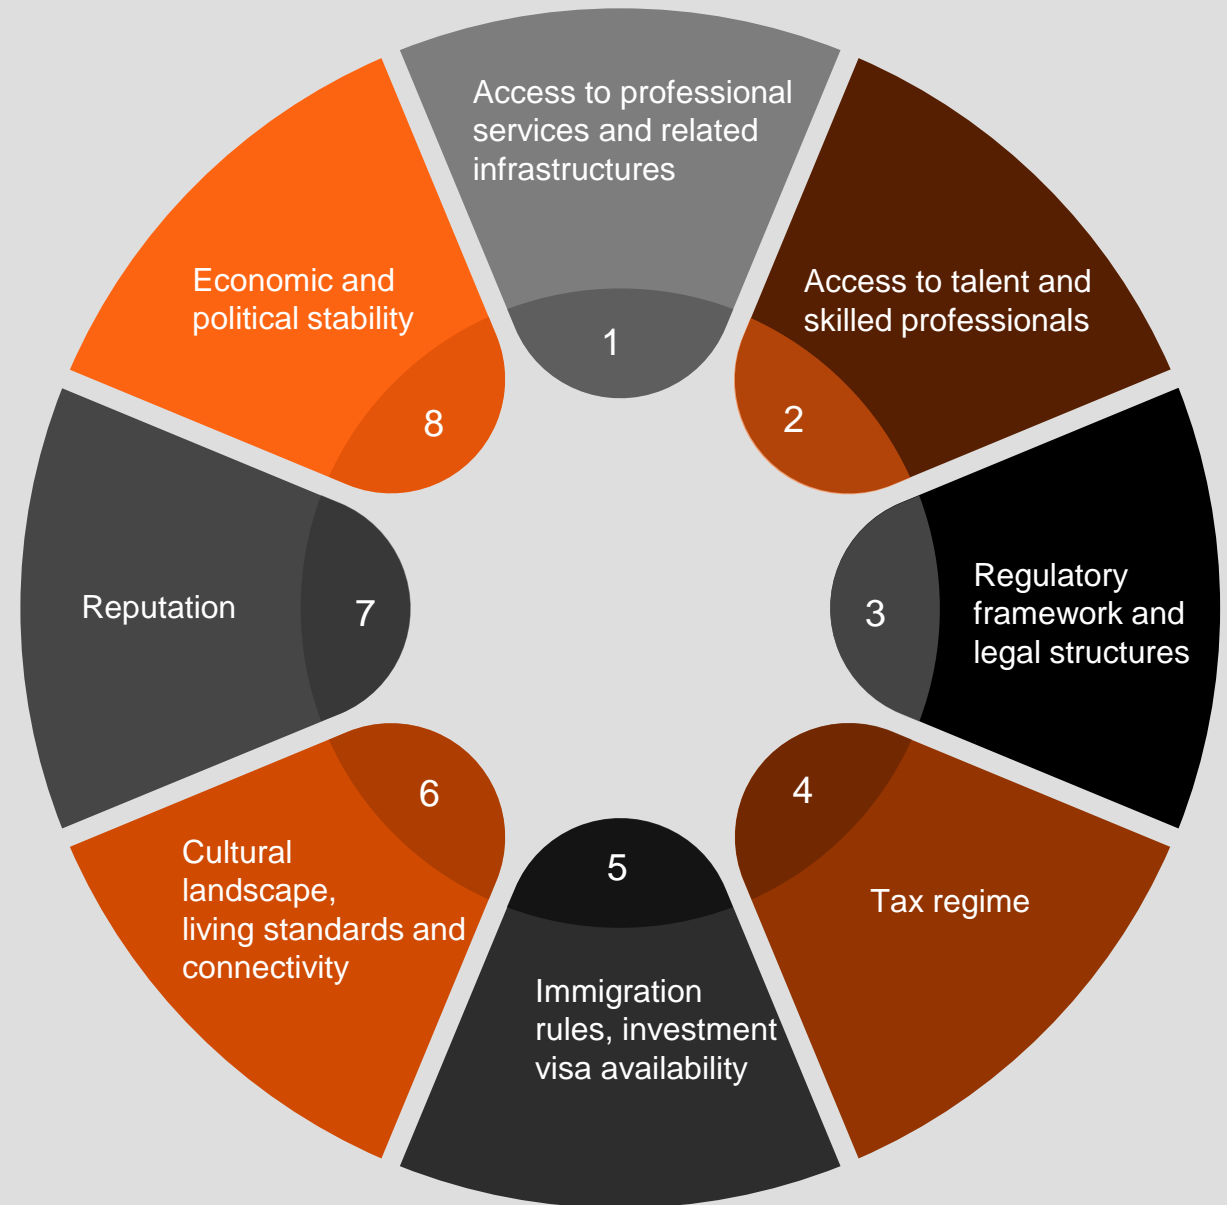 Access to professional
services and related
infrastructures
1
Access to talent and
skilled professionals
2
Regulatory
framework and
legal structures
3
Tax regime
4
Immigration
rules, investment
visa availability
5
Cultural
landscape,
living standards and
connectivity
6
Reputation
7
Economic and
political stability
8